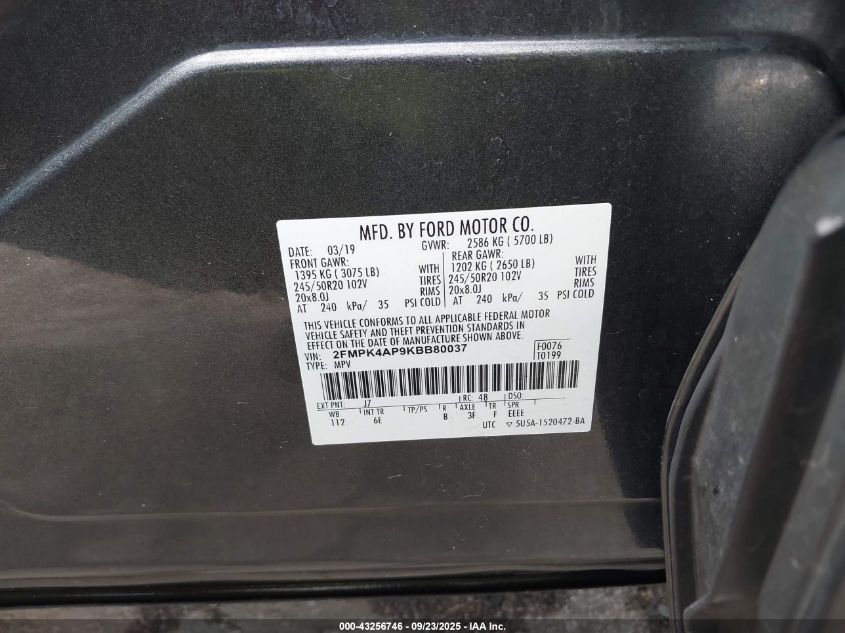 MFD. BY FORD MOTOR CO.
DATE: 03/19 GVWR: 2586 KG ( 5700 LB)
FRONT GAWR: REAR GAWR:
1395 KG ( 3075 LB) WITH 1202 KG ( 2650 LB) WITH
245/50R20 102V TIRES 245/50R20 102V TIRES
20x8.0J RIMS 20x8.0J RIMS
AT 240 kPa/ 35 PSI COLD AT 240 kPa/ 35 PSI COLD
THIS VEHICLE CONFORMS TO ALL APPLICABLE FEDERAL MOTOR
VEHICLE SAFETY AND THEFT PREVENTION STANDARDS IN
EFFECT ON THE DATE OF MANUFACTURE SHOWN ABOVE.
VIN: 2FMPK4AP9KBB80037 F0076
TYPE: MPV T0199
EXT PNT: J7 RC: 48 DSO:
WB INT TR TP/PS R AXLE TR SPR
112 6E B 3F F EEEE
UTC ▽ 5U5A-1520472-BA
000-43256746 - 09/23/2025 - IAA Inc.